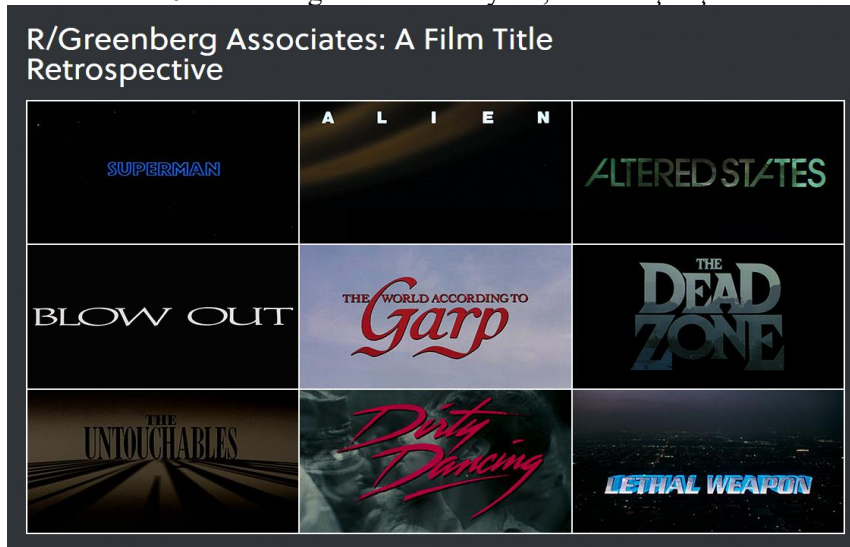 R/Greenberg Associates: A Film Title
Retrospective
SUPERMAN
A L I E N
ALTERED STATES
BLOW OUT
THE WORLD ACCORDING TO
Garp
THE
DEAD
ZONE
THE
UNTOUCHABLES
Dirty
Dancing
LETHAL WEAPON